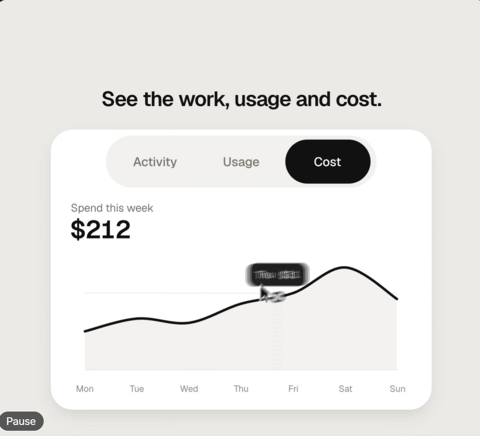 See the work, usage and cost.
Activity Usage Cost
Spend this week
$212
Mon Tue Wed Thu Fri Sat Sun
Pause